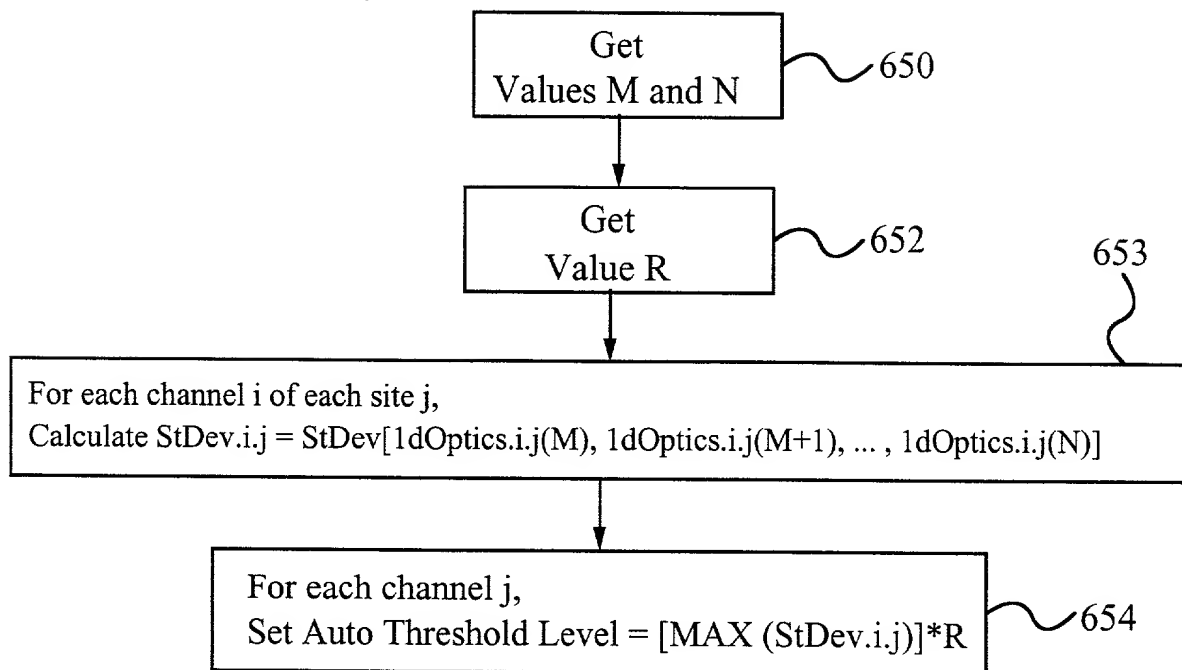 Get
Values M and N
650
Get
Value R
652
653
For each channel i of each site j,
Calculate StDev.i.j = StDev[1dOptics.i.j(M), 1dOptics.i.j(M+1), ... , 1dOptics.i.j(N)]
For each channel j,
Set Auto Threshold Level = [MAX (StDev.i.j)]*R
654